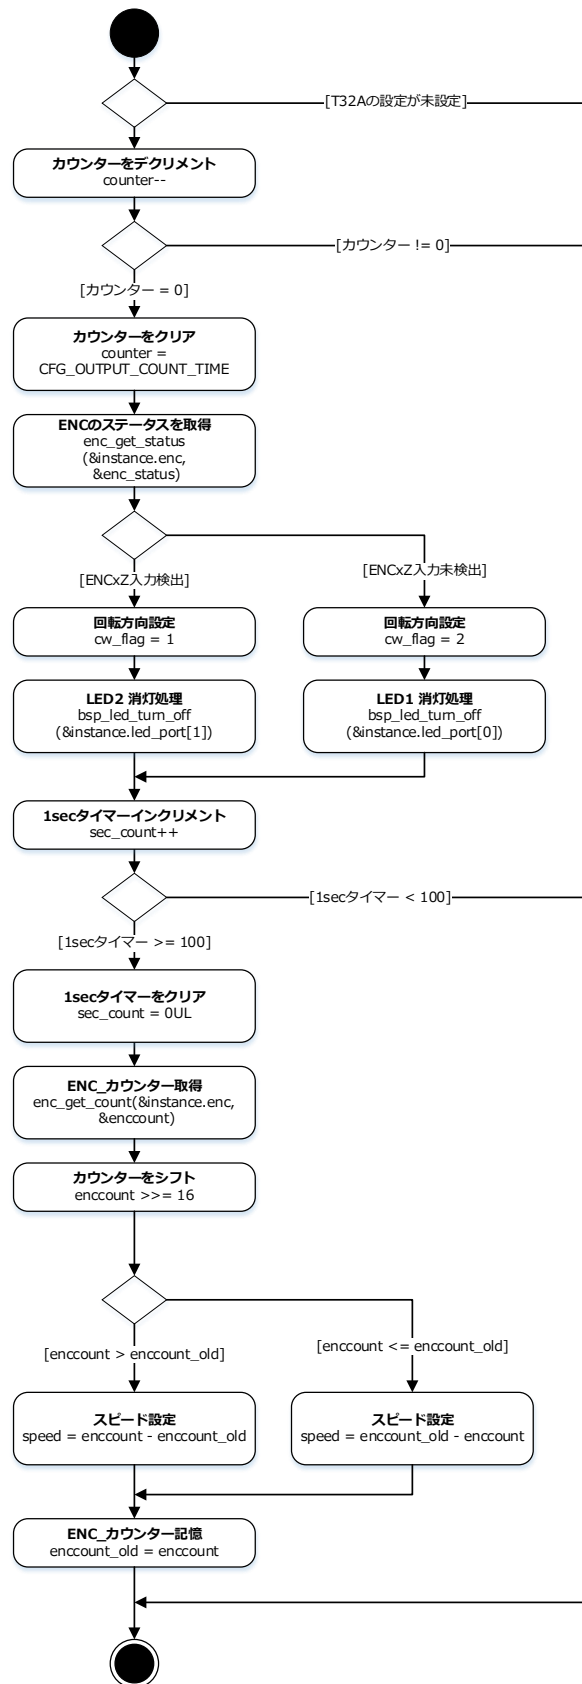 [T32Aの設定が未設定]
カウンターをデクリメント
counter--
[カウンター != 0]
[カウンター = 0]
カウンターをクリア
counter =
CFG_OUTPUT_COUNT_TIME
ENCのステータスを取得
enc_get_status
(&instance.enc,
&enc_status)
[ENCxZ入力検出]
[ENCxZ入力未検出]
回転方向設定
cw_flag = 1
回転方向設定
cw_flag = 2
LED2 消灯処理
bsp_led_turn_off
(&instance.led_port[1])
LED1 消灯処理
bsp_led_turn_off
(&instance.led_port[0])
1secタイマーインクリメント
sec_count++
[1secタイマー < 100]
[1secタイマー >= 100]
1secタイマーをクリア
sec_count = 0UL
ENC_カウンター取得
enc_get_count(&instance.enc,
&enccount)
カウンターをシフト
enccount >>= 16
[enccount > enccount_old]
[enccount <= enccount_old]
スピード設定
speed = enccount - enccount_old
スピード設定
speed = enccount_old - enccount
ENC_カウンター記憶
enccount_old = enccount